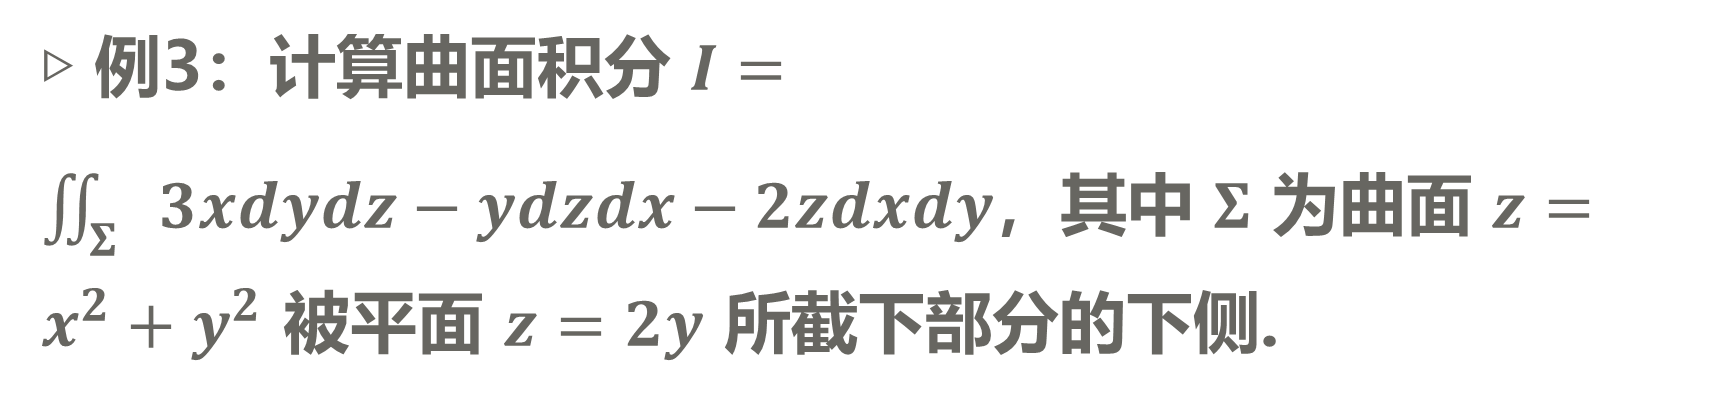 ▷ 例3：计算曲面积分 I =
∬_Σ 3xdydz − ydzdx − 2zdxdy，其中 Σ 为曲面 z =
x² + y² 被平面 z = 2y 所截下部分的下侧.